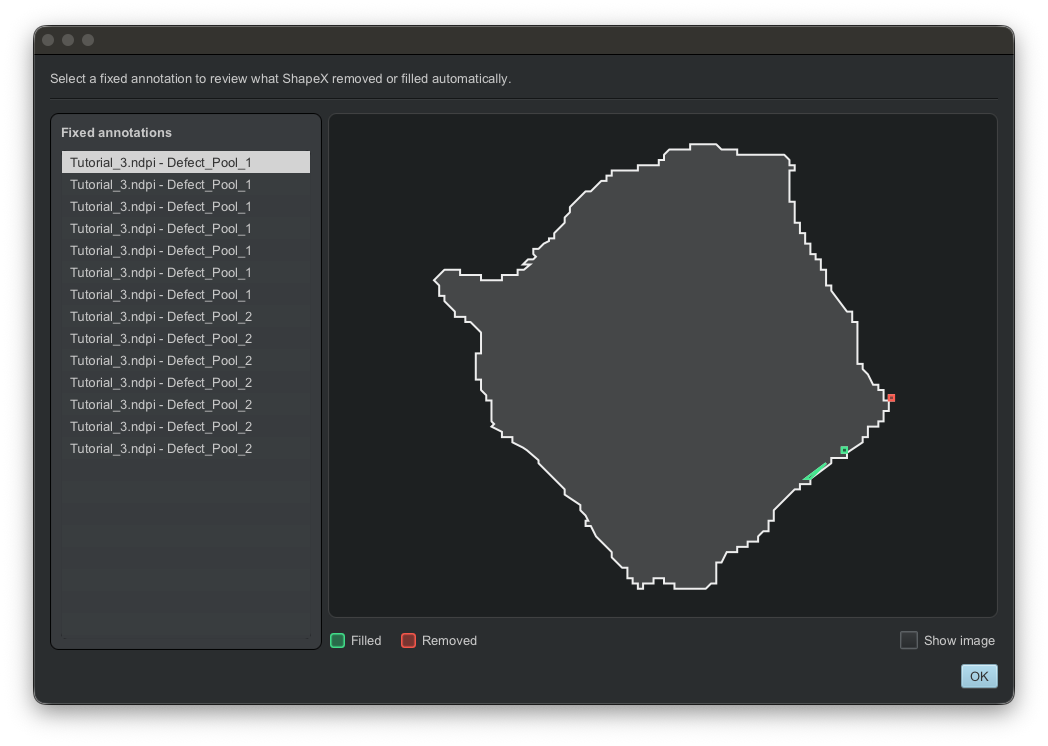 Select a fixed annotation to review what ShapeX removed or filled automatically.
Fixed annotations
Tutorial_3.ndpi - Defect_Pool_1
Tutorial_3.ndpi - Defect_Pool_1
Tutorial_3.ndpi - Defect_Pool_1
Tutorial_3.ndpi - Defect_Pool_1
Tutorial_3.ndpi - Defect_Pool_1
Tutorial_3.ndpi - Defect_Pool_1
Tutorial_3.ndpi - Defect_Pool_1
Tutorial_3.ndpi - Defect_Pool_2
Tutorial_3.ndpi - Defect_Pool_2
Tutorial_3.ndpi - Defect_Pool_2
Tutorial_3.ndpi - Defect_Pool_2
Tutorial_3.ndpi - Defect_Pool_2
Tutorial_3.ndpi - Defect_Pool_2
Tutorial_3.ndpi - Defect_Pool_2
Filled
Removed
Show image
OK